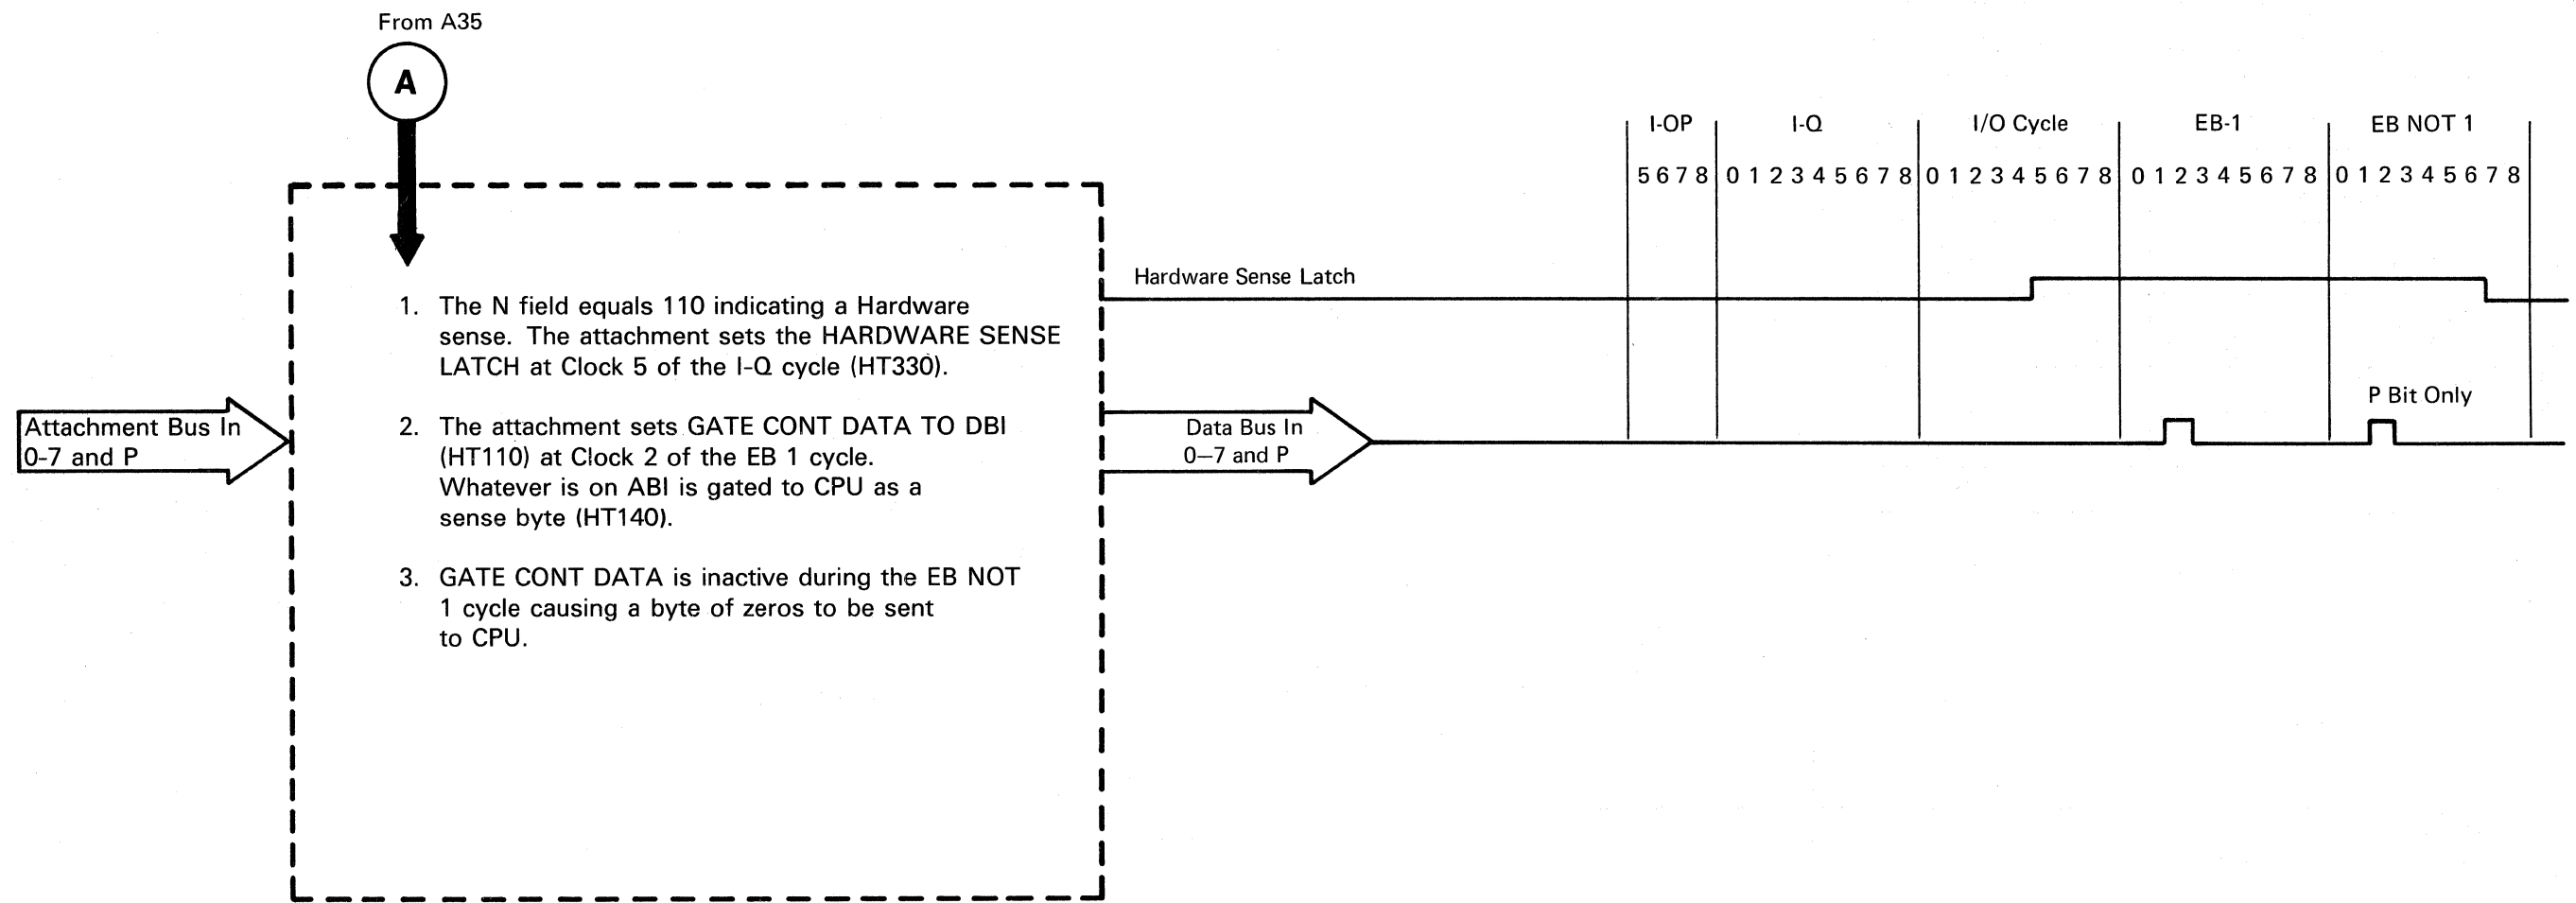 From A35
A
I-OP I-Q I/O Cycle EB-1 EB NOT 1
5 6 7 8 0 1 2 3 4 5 6 7 8 0 1 2 3 4 5 6 7 8 0 1 2 3 4 5 6 7 8 0 1 2 3 4 5 6 7 8
Hardware Sense Latch
1. The N field equals 110 indicating a Hardware
sense. The attachment sets the HARDWARE SENSE
LATCH at Clock 5 of the I-Q cycle (HT330).
P Bit Only
Attachment Bus In
0-7 and P
2. The attachment sets GATE CONT DATA TO DBI
(HT110) at Clock 2 of the EB 1 cycle.
Whatever is on ABI is gated to CPU as a
sense byte (HT140).
Data Bus In
0–7 and P
3. GATE CONT DATA is inactive during the EB NOT
1 cycle causing a byte of zeros to be sent
to CPU.